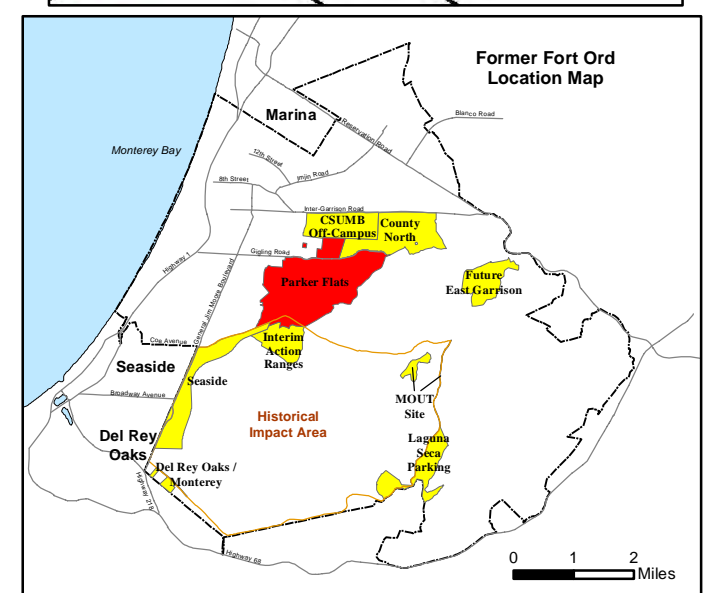 Former Fort Ord
Location Map
Marina
Blanco Road
Reservation Road
Monterey Bay
12th Street
Imjin Road
8th Street
Inter-Garrison Road
CSUMB
Off-Campus
County
North
Gigling Road
Highway 1
General Jim Moore Boulevard
Parker Flats
Future
East Garrison
Coe Avenue
Interim
Action
Ranges
Seaside
Seaside
Broadway Avenue
MOUT
Site
Historical
Impact Area
Del Rey
Oaks
Laguna
Seca
Parking
Del Rey Oaks /
Monterey
Highway 218
Highway 68
0 1 2
Miles